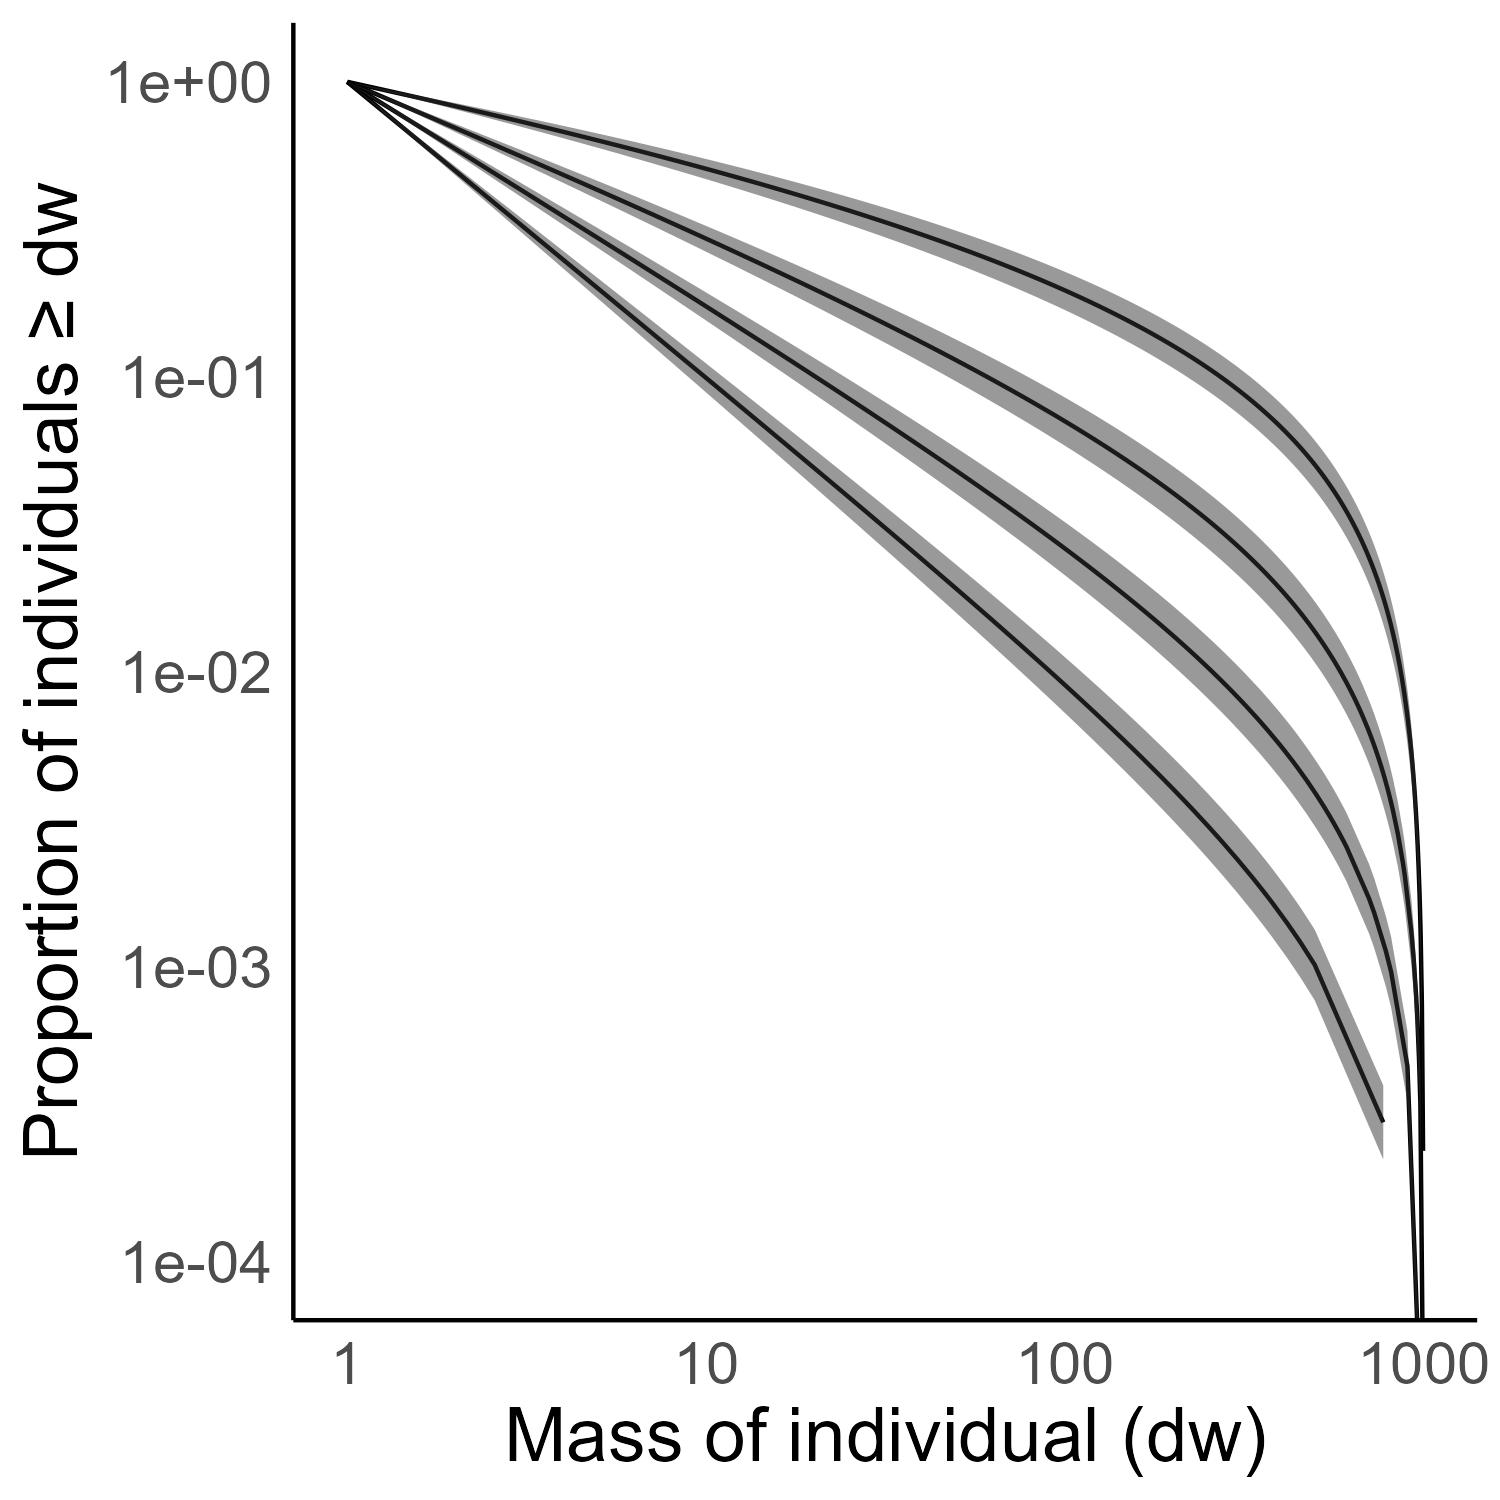 Proportion of individuals ≥ dw
1e+00
1e-01
1e-02
1e-03
1e-04
1 10 100 1000
Mass of individual (dw)